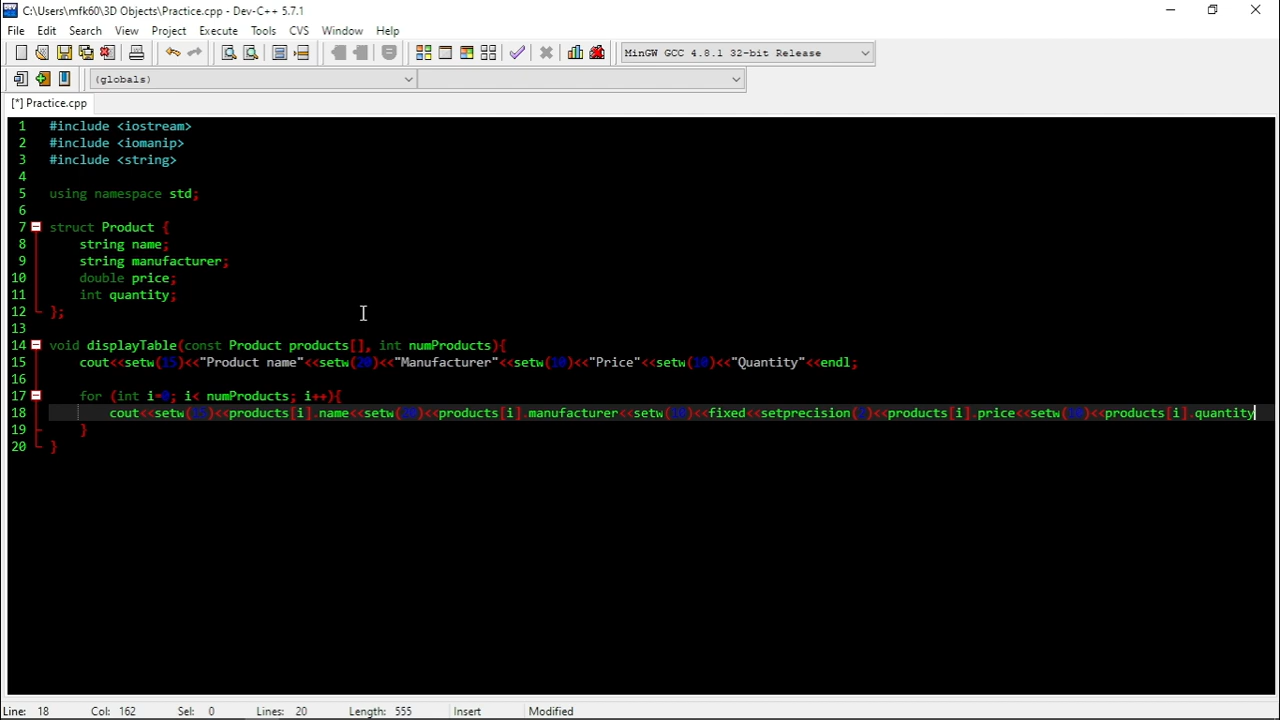 C:\Users\mfk60\3D Objects\Practice.cpp - Dev-C++ 5.7.1
File Edit Search View Project Execute Tools CVS Window Help
MinGW GCC 4.8.1 32-bit Release
(globals)
[*] Practice.cpp
1 #include <iostream>
2 #include <iomanip>
3 #include <string>
4
5 using namespace std;
6
7 struct Product {
8 string name;
9 string manufacturer;
10 double price;
11 int quantity;
12 };
13
14 void displayTable(const Product products[], int numProducts){
15 cout<<setw(15)<<"Product name"<<setw(20)<<"Manufacturer"<<setw(10)<<"Price"<<setw(10)<<"Quantity"<<endl;
16
17 for (int i=0; i< numProducts; i++){
18 cout<<setw(15)<<products[i].name<<setw(20)<<products[i].manufacturer<<setw(10)<<fixed<<setprecision(2)<<products[i].price<<setw(10)<<products[i].quantity
19 }
20 }
Line: 18 Col: 162 Sel: 0 Lines: 20 Length: 555 Insert Modified